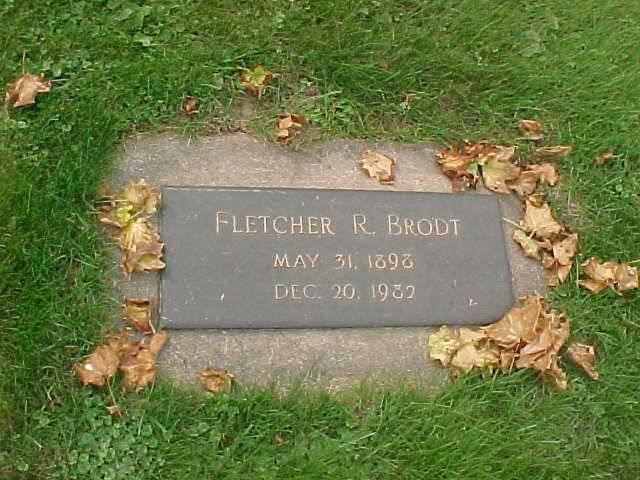 FLETCHER R. BRODT
MAY 31, 1898
DEC. 20, 1982